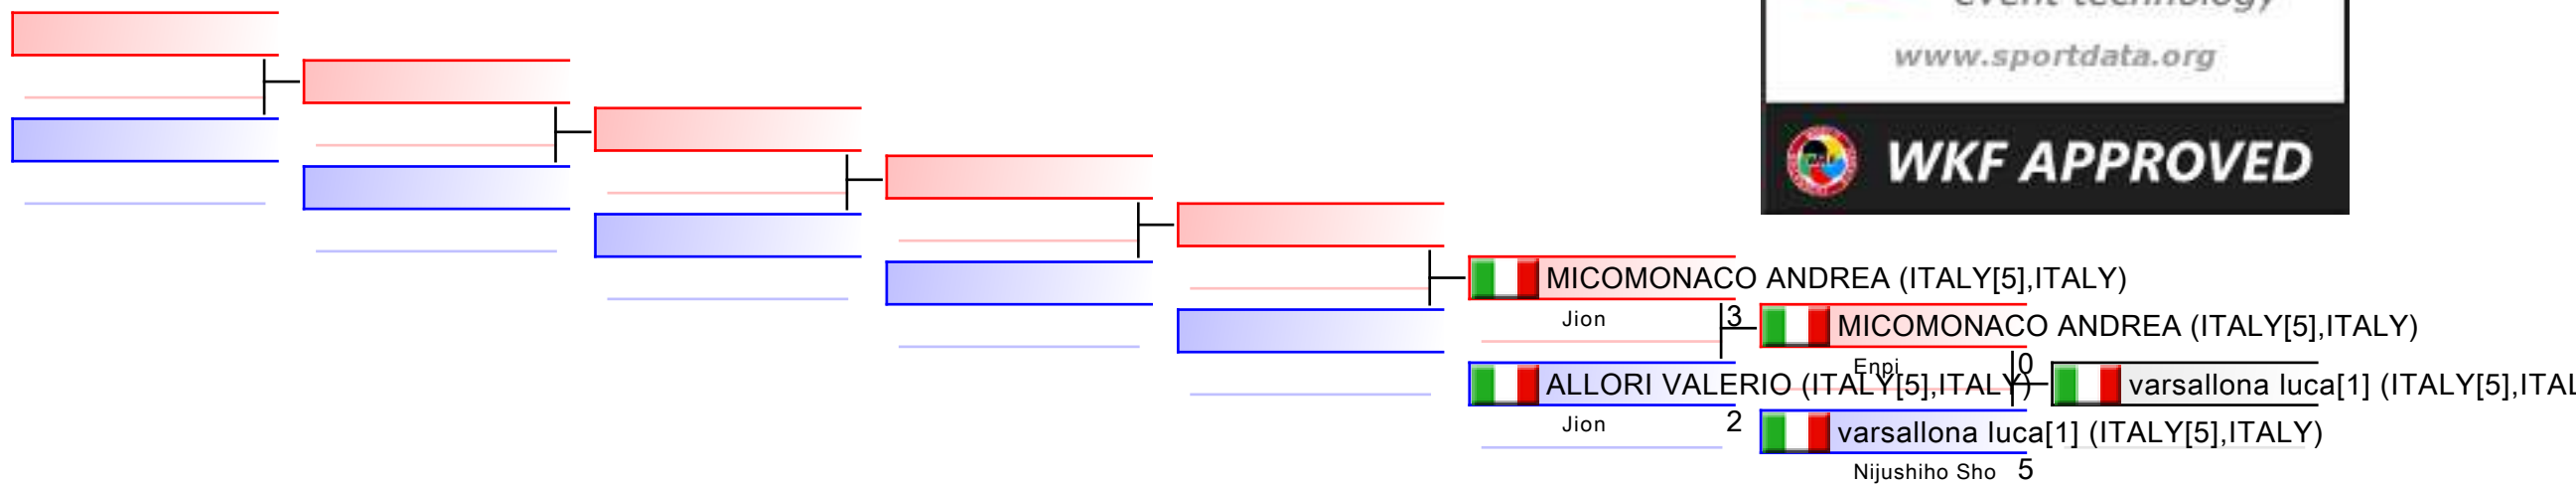 event technology
www.sportdata.org
WKF APPROVED
MICOMONACO ANDREA (ITALY[5],ITALY)
Jion
3
MICOMONACO ANDREA (ITALY[5],ITALY)
Enpi
0
ALLORI VALERIO (ITALY[5],ITALY)
varsallona luca[1] (ITALY[5],ITAL
Jion
2
varsallona luca[1] (ITALY[5],ITALY)
Nijushiho Sho
5